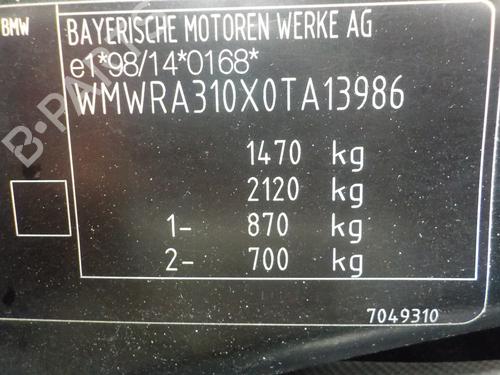 BMW
BAYERISCHE MOTOREN WERKE AG
e1*98/14*0168*
WMWRA310X0TA13986
1470 kg
2120 kg
1- 870 kg
2- 700 kg
7049310